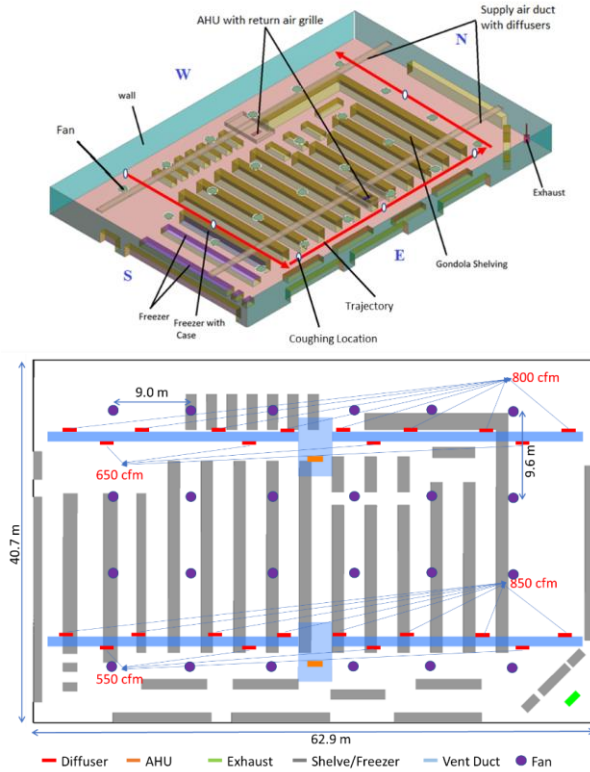 AHU with return air grille
Supply air duct
with diffusers
N
W
wall
Fan
Exhaust
Gondola Shelving
E
S
Trajectory
Freezer
Freezer with
Case
Coughing Location
800 cfm
9.0 m
650 cfm
9.6 m
40.7 m
850 cfm
550 cfm
62.9 m
Diffuser AHU Exhaust Shelve/Freezer Vent Duct Fan